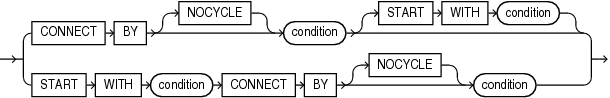 NOCYCLE START WITH condition
CONNECT BY condition
NOCYCLE
START WITH condition CONNECT BY condition